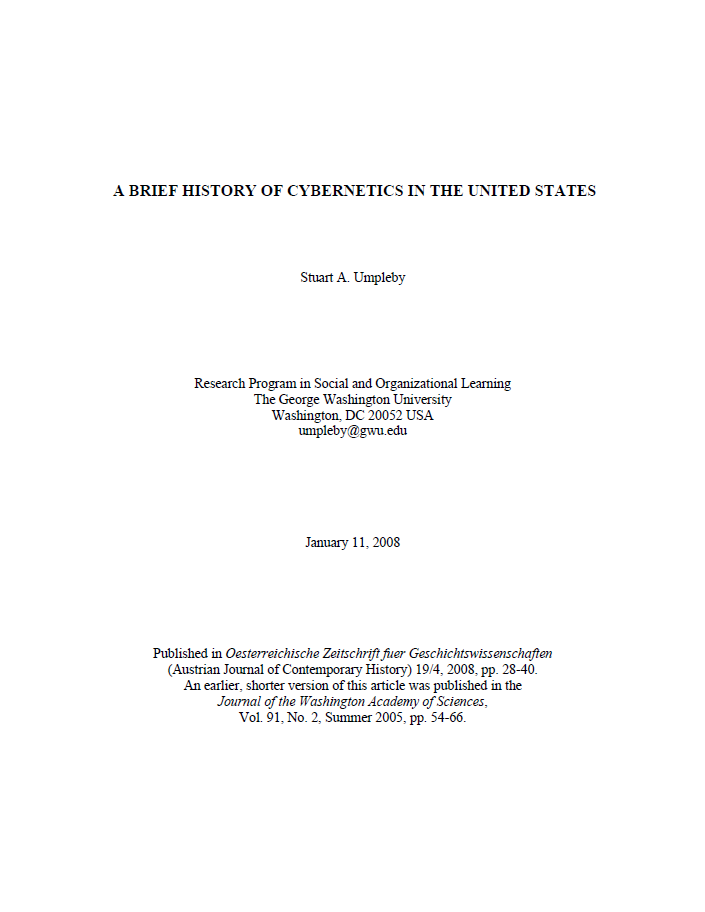 A BRIEF HISTORY OF CYBERNETICS IN THE UNITED STATES
Stuart A. Umpleby
Research Program in Social and Organizational Learning
The George Washington University
Washington, DC 20052 USA
umpleby@gwu.edu
January 11, 2008
Published in Oesterreichische Zeitschrift fuer Geschichtswissenschaften
(Austrian Journal of Contemporary History) 19/4, 2008, pp. 28-40.
An earlier, shorter version of this article was published in the
Journal of the Washington Academy of Sciences,
Vol. 91, No. 2, Summer 2005, pp. 54-66.